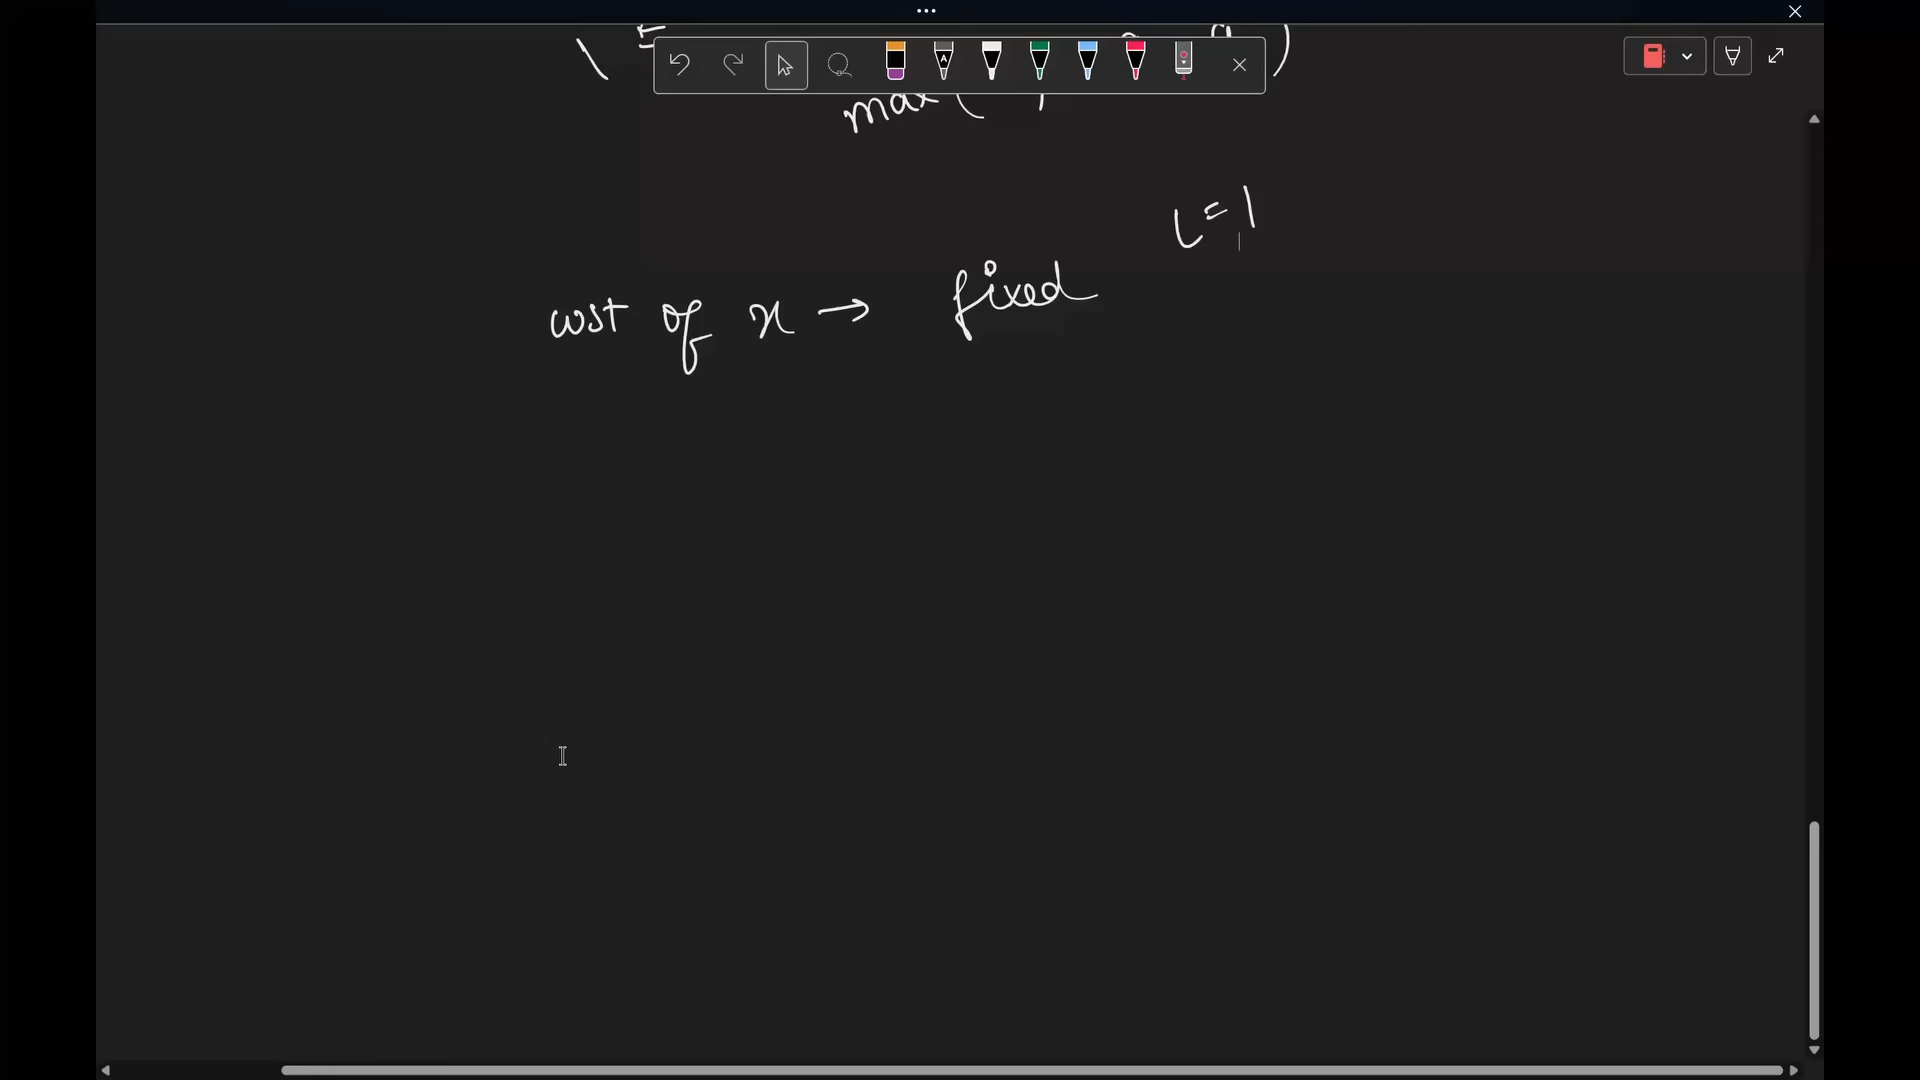 max (
L = 1
cost of x → fixed